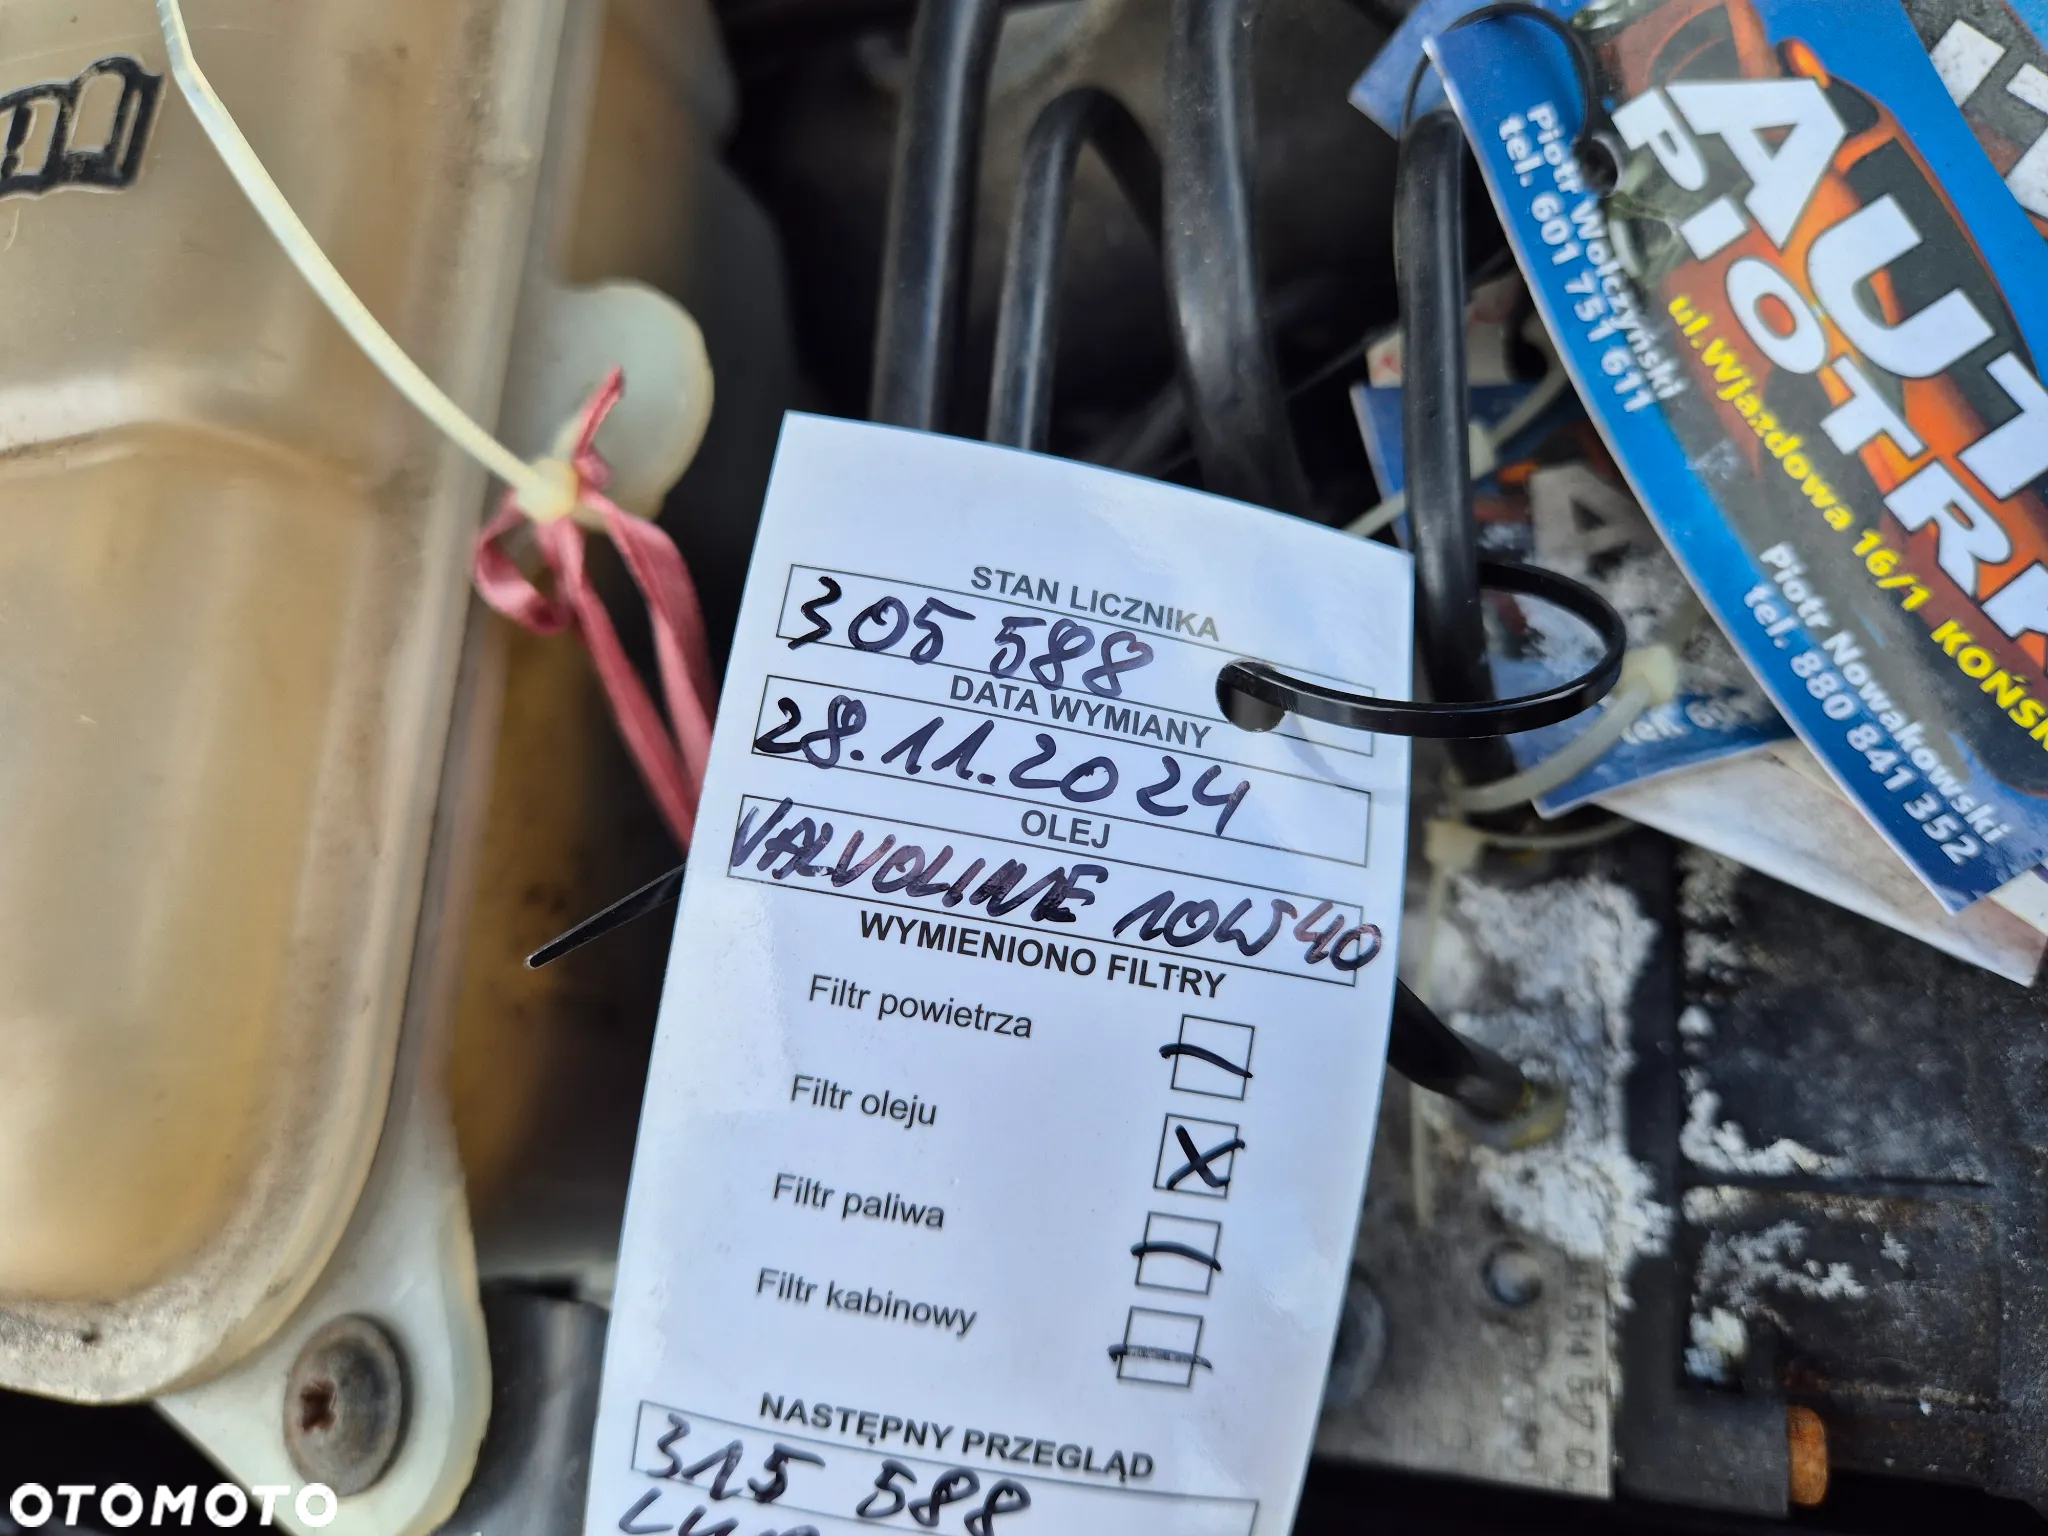 AUT
PIOTR
ul. Wjazdowa 16/1 KOŃSK
Piotr Wolczyński
tel. 601 751 611
Piotr Nowakowski
tel. 880 841 352
STAN LICZNIKA
305 588
DATA WYMIANY
28.11.2024
OLEJ
VALVOLINE 10W40
WYMIENIONO FILTRY
Filtr powietrza
Filtr oleju
Filtr paliwa
Filtr kabinowy
NASTĘPNY PRZEGLĄD
315 588
OTOMOTO